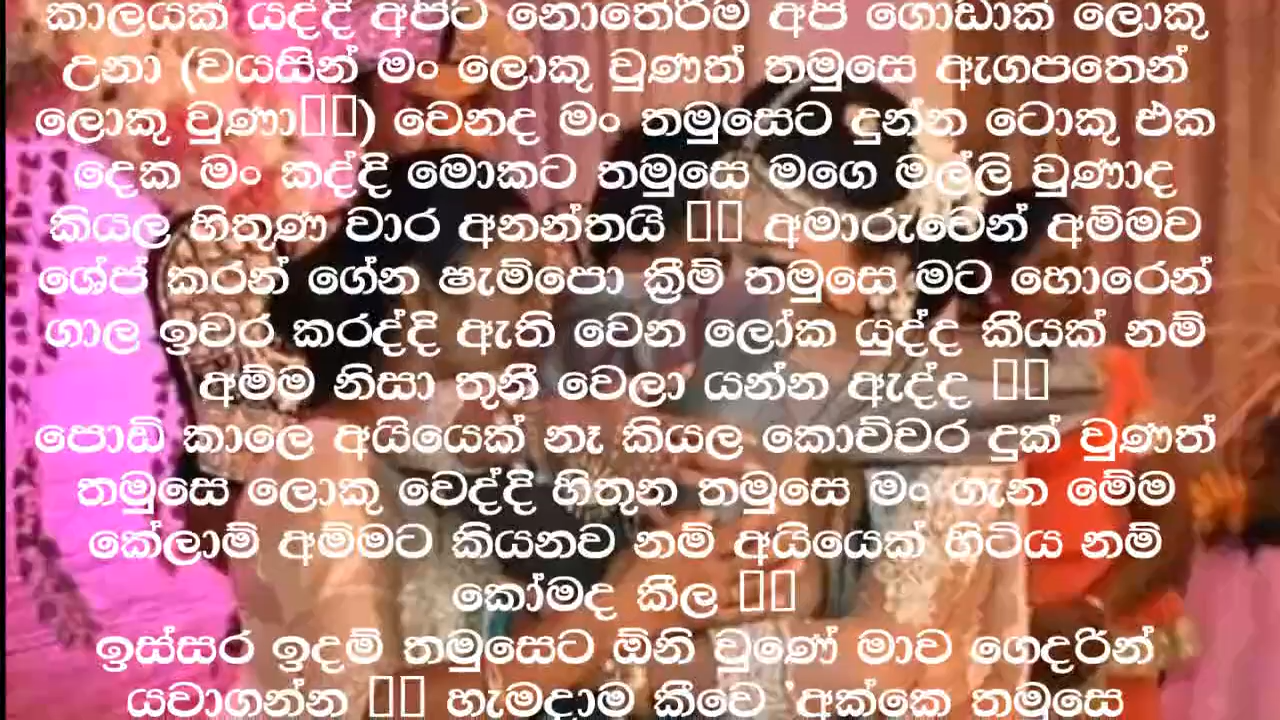 කාලයක් යද්දි අපිට නොතේරීම අපි ගොඩාක් ලොකු
උනා (වයසින් මං ලොකු වුණත් තමුසෙ ඇගපතෙන්
ලොකු වුණා□□) වෙනද මං තමුසෙට දුන්න ටොකු එක
දෙක මං කද්දි මොකට තමුසෙ මගෙ මල්ලි වුණාද
කියල හිතුණ වාර අනන්තයි □□ අමාරුවෙන් අම්මව
ශේප් කරන් ගේන ෂැම්පො ක්‍රීම් තමුසෙ මට හොරෙන්
ගාල ඉවර කරද්දි ඇති වෙන ලෝක යුද්ද කීයක් නම්
අම්ම නිසා තුනී වෙලා යන්න ඇද්ද □□
පොඩි කාලෙ අයියෙක් නෑ කියල කොච්චර දුක් වුණත්
තමුසෙ ලොකු වෙද්දි හිතුන තමුසෙ මං ගැන මේම
කේලාම් අම්මට කියනව නම් අයියෙක් හිටිය නම්
කෝමද කීල □□
ඉස්සර ඉදම් තමුසෙට ඕනි වුණේ මාව ගෙදරින්
යවාගන්න □□ හැමදාම කීවෙ 'අක්කෙ තමුසෙ